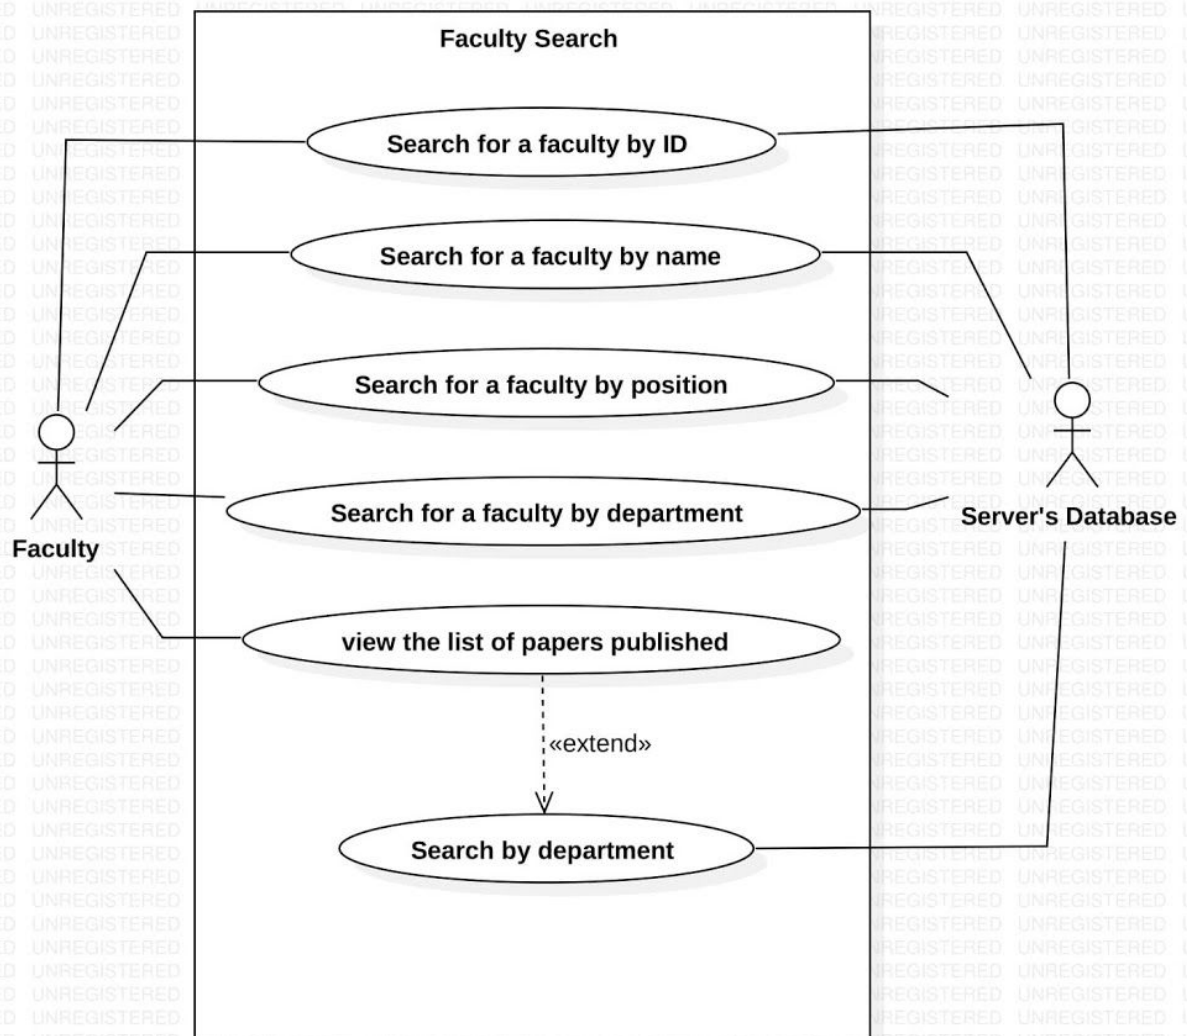 Faculty Search
Search for a faculty by ID
Search for a faculty by name
Search for a faculty by position
Search for a faculty by department
Server's Database
Faculty
view the list of papers published
«extend»
Search by department
UNREGISTERED